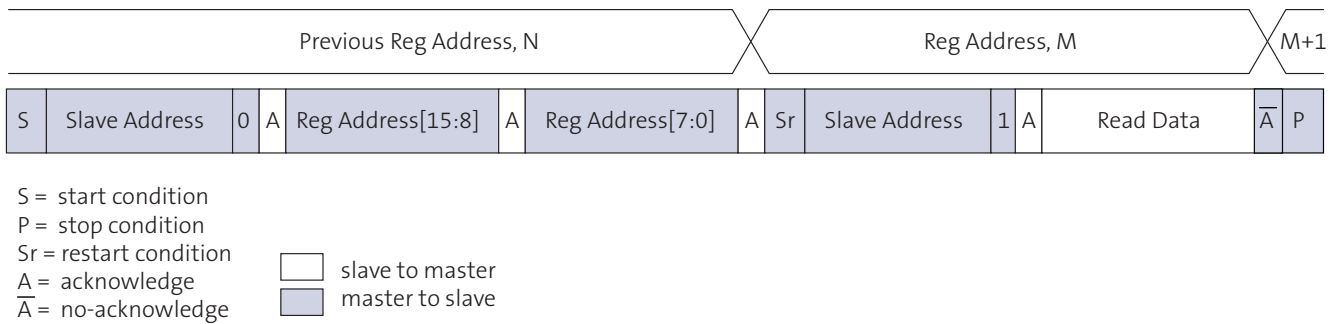 Previous Reg Address, N Reg Address, M M+1
S Slave Address 0 A Reg Address[15:8] A Reg Address[7:0] A Sr Slave Address 1 A Read Data A̅ P
S = start condition
P = stop condition
Sr = restart condition
A = acknowledge
A̅ = no-acknowledge
slave to master
master to slave